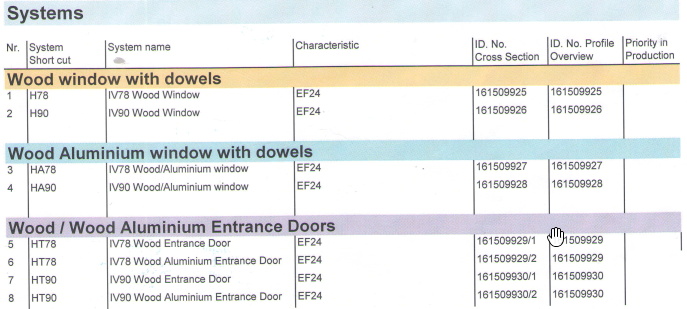 Systems
Nr. System Short cut System name Characteristic ID. No. Cross Section ID. No. Profile Overview Priority in Production
Wood window with dowels
1 H78 IV78 Wood Window EF24 161509925 161509925
2 H90 IV90 Wood Window EF24 161509926 161509926
Wood Aluminium window with dowels
3 HA78 IV78 Wood/Aluminium window EF24 161509927 161509927
4 HA90 IV90 Wood/Aluminium window EF24 161509928 161509928
Wood / Wood Aluminium Entrance Doors
5 HT78 IV78 Wood Entrance Door EF24 161509929/1 161509929
6 HT78 IV78 Wood Aluminium Entrance Door EF24 161509929/2 161509929
7 HT90 IV90 Wood Entrance Door EF24 161509930/1 161509930
8 HT90 IV90 Wood Aluminium Entrance Door EF24 161509930/2 161509930